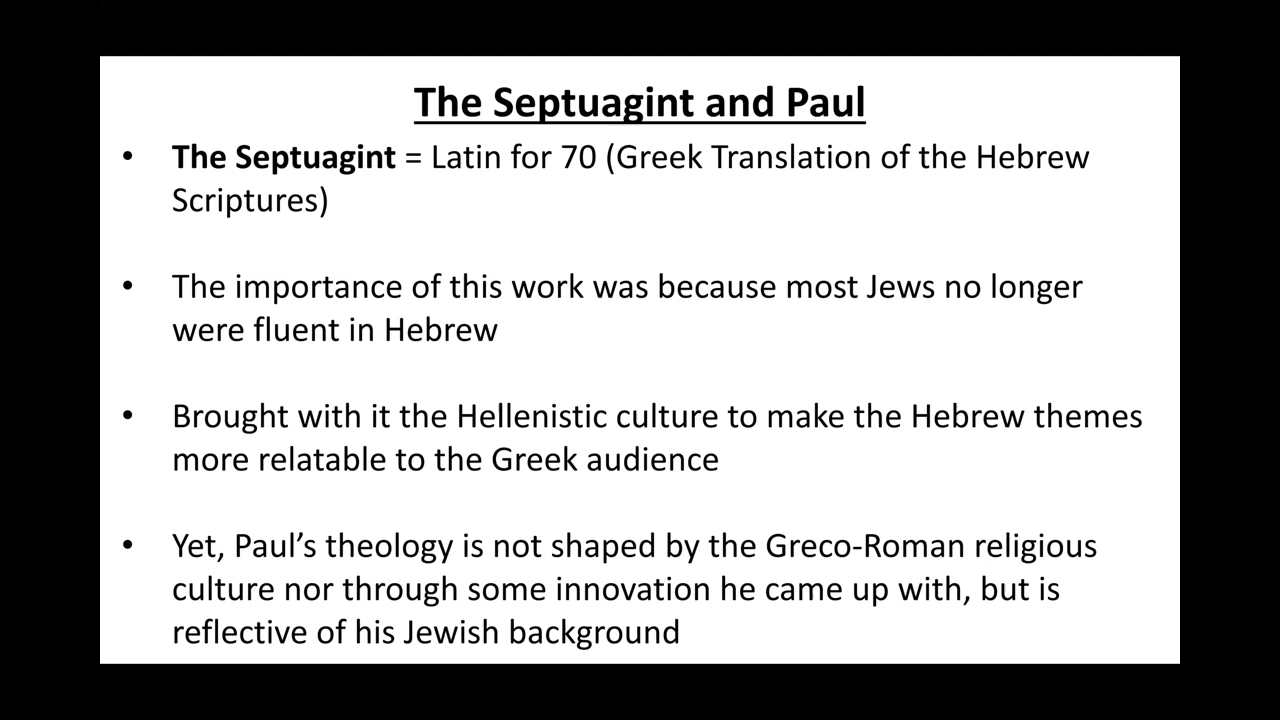 The Septuagint and Paul
• The Septuagint = Latin for 70 (Greek Translation of the Hebrew
Scriptures)
• The importance of this work was because most Jews no longer
were fluent in Hebrew
• Brought with it the Hellenistic culture to make the Hebrew themes
more relatable to the Greek audience
• Yet, Paul’s theology is not shaped by the Greco-Roman religious
culture nor through some innovation he came up with, but is
reflective of his Jewish background